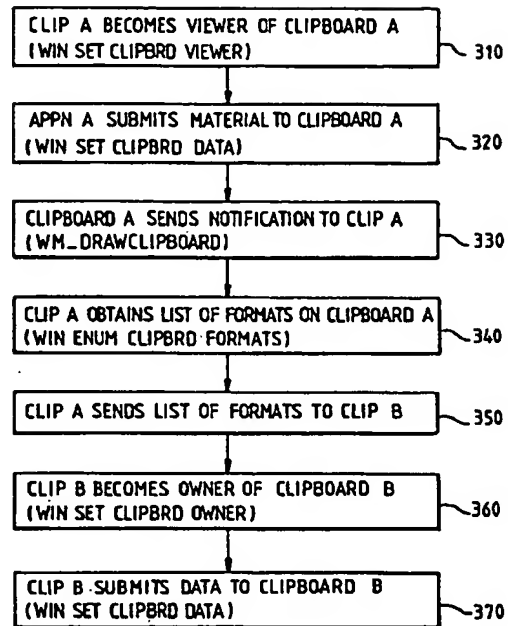 CLIP A BECOMES VIEWER OF CLIPBOARD A
(WIN SET CLIPBRD VIEWER)
310
APPN A SUBMITS MATERIAL TO CLIPBOARD A
(WIN SET CLIPBRD DATA)
320
CLIPBOARD A SENDS NOTIFICATION TO CLIP A
(WM_DRAWCLIPBOARD)
330
CLIP A OBTAINS LIST OF FORMATS ON CLIPBOARD A
(WIN ENUM CLIPBRD FORMATS)
340
CLIP A SENDS LIST OF FORMATS TO CLIP B
350
CLIP B BECOMES OWNER OF CLIPBOARD B
(WIN SET CLIPBRD OWNER)
360
CLIP B SUBMITS DATA TO CLIPBOARD B
(WIN SET CLIPBRD DATA)
370